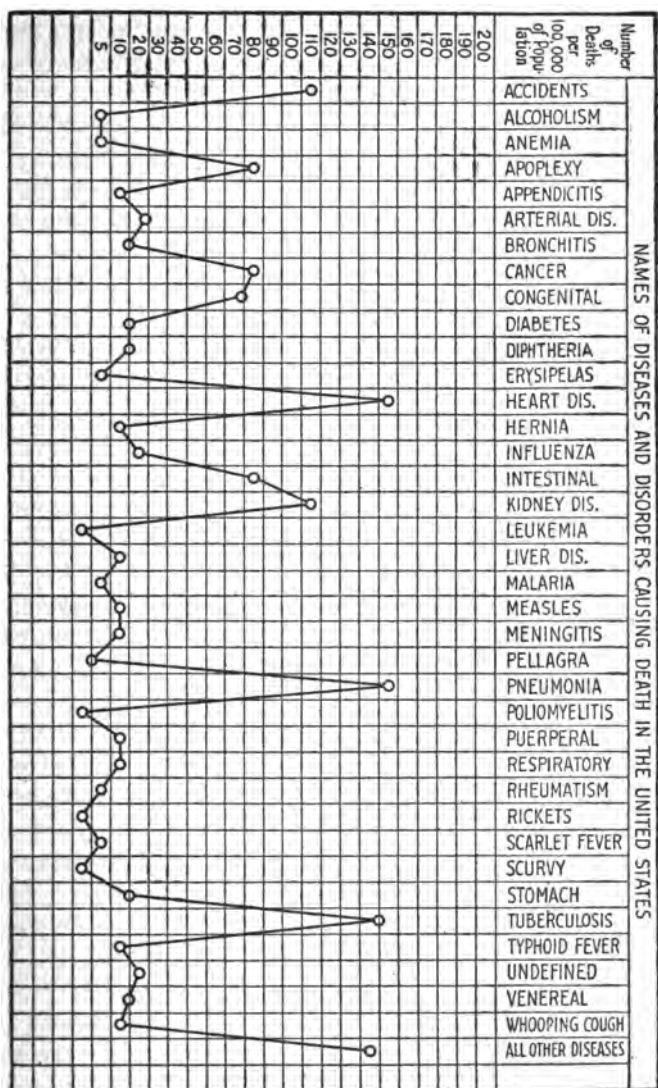 Number
of
Deaths
per
100,000
of Popu-
lation
200
190
180
170
160
150
140
130
120
110
100
90
80
70
60
50
40
30
20
10
5
NAMES OF DISEASES AND DISORDERS CAUSING DEATH IN THE UNITED STATES
ACCIDENTS
ALCOHOLISM
ANEMIA
APOPLEXY
APPENDICITIS
ARTERIAL DIS.
BRONCHITIS
CANCER
CONGENITAL
DIABETES
DIPHTHERIA
ERYSIPELAS
HEART DIS.
HERNIA
INFLUENZA
INTESTINAL
KIDNEY DIS.
LEUKEMIA
LIVER DIS.
MALARIA
MEASLES
MENINGITIS
PELLAGRA
PNEUMONIA
POLIOMYELITIS
PUERPERAL
RESPIRATORY
RHEUMATISM
RICKETS
SCARLET FEVER
SCURVY
STOMACH
TUBERCULOSIS
TYPHOID FEVER
UNDEFINED
VENEREAL
WHOOPING COUGH
ALL OTHER DISEASES